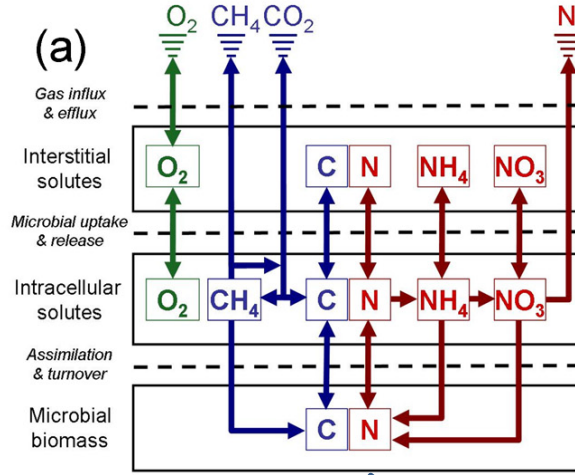 (a)
O2 CH4 CO2 N
Gas influx
& efflux
Interstitial
solutes
O2 C N NH4 NO3
Microbial uptake
& release
Intracellular
solutes
O2 CH4 C N NH4 NO3
Assimilation
& turnover
Microbial
biomass
C N